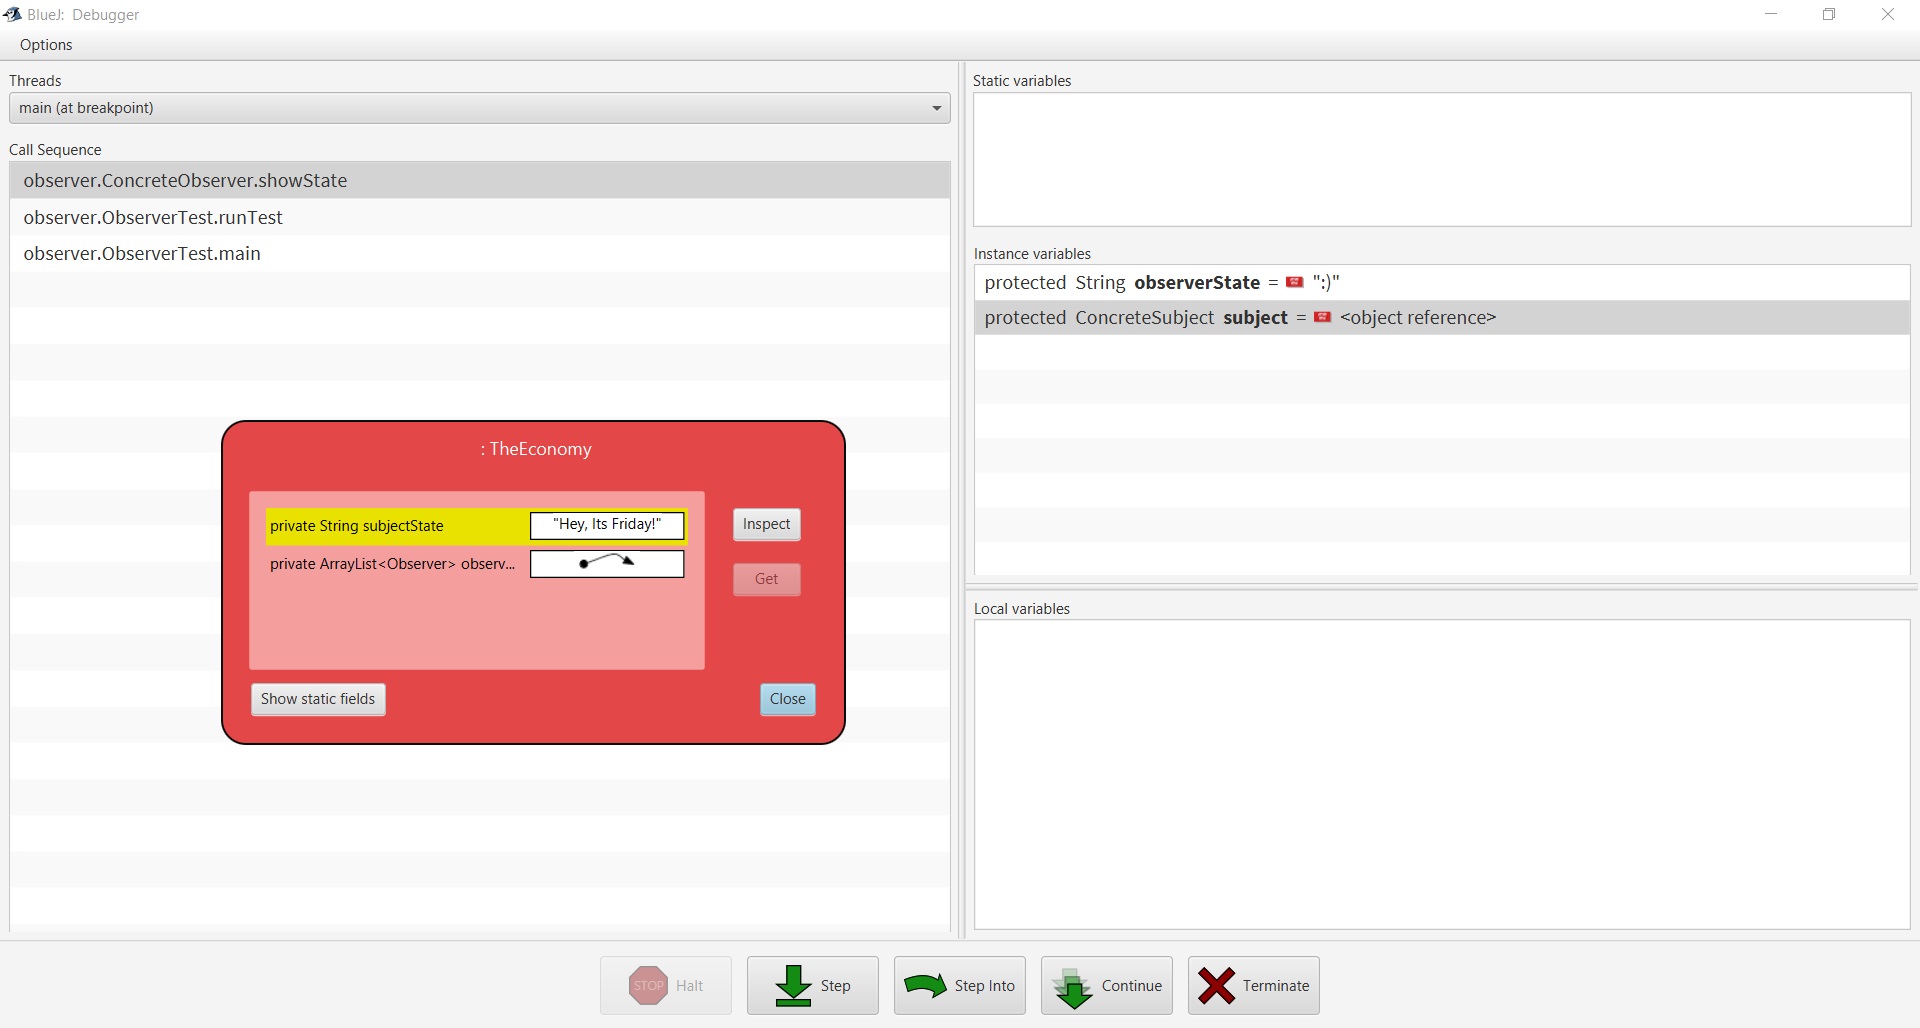 BlueJ: Debugger
Options
Threads
main (at breakpoint)
Call Sequence
observer.ConcreteObserver.showState
observer.ObserverTest.runTest
observer.ObserverTest.main
: TheEconomy
private String subjectState "Hey, Its Friday!"
private ArrayList<Observer> observ...
Inspect
Get
Show static fields
Close
Static variables
Instance variables
protected String observerState = ":)"
protected ConcreteSubject subject = <object reference>
Local variables
STOP Halt
Step
Step Into
Continue
Terminate